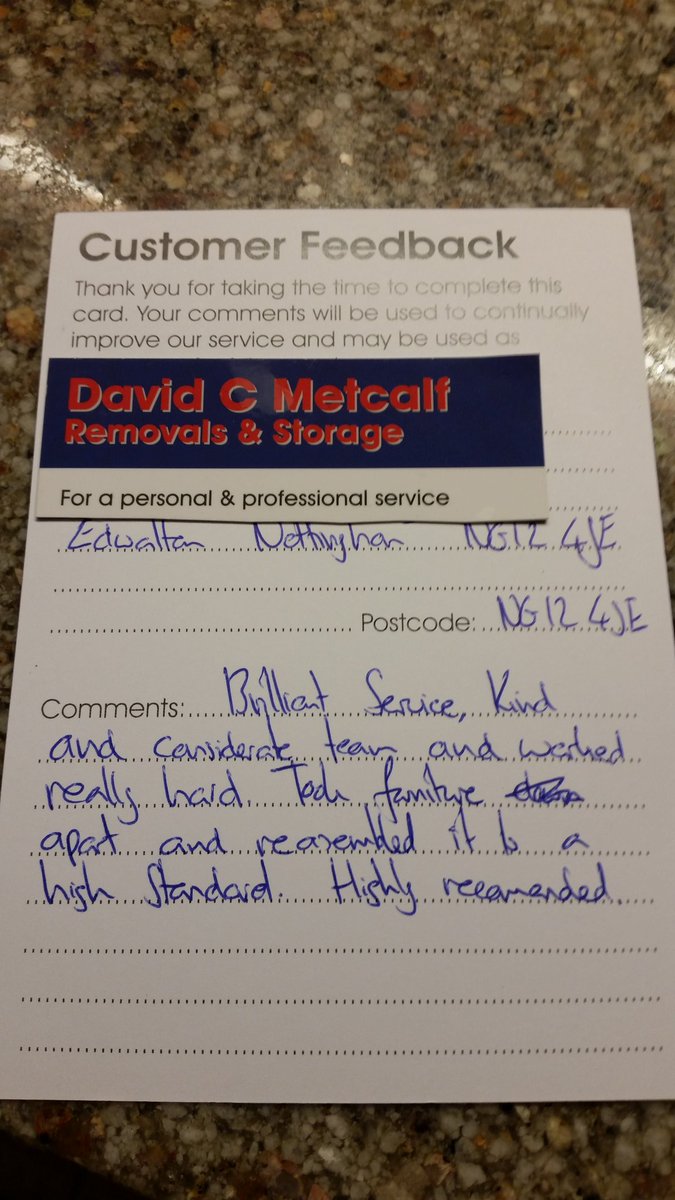 Customer Feedback
Thank you for taking the time to complete this
card. Your comments will be used to continually
improve our service and may be used as
David C Metcalf
Removals & Storage
For a personal & professional service
Edwalton Nottingham NG12 4JE
Postcode: NG12 4JE
Comments: Brilliant Service, Kind
and considerate team and worked
really hard. Took furniture
apart and reasembled it to a
high Standard. Highly recomended.